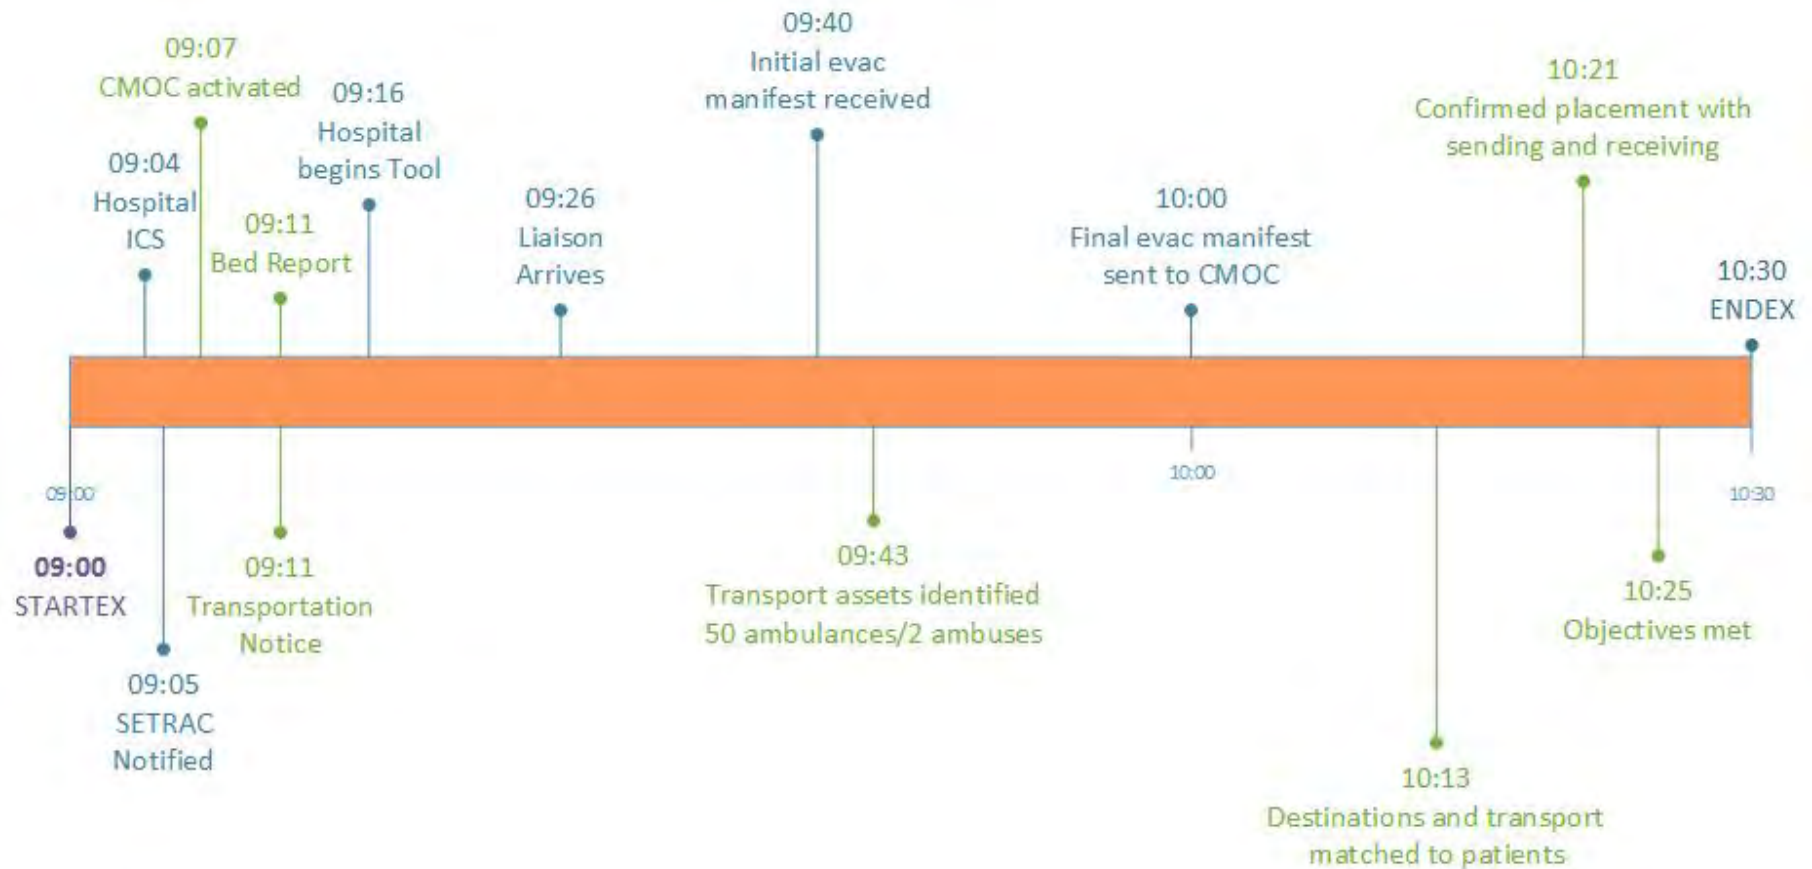 09:40
Initial evac
manifest received
09:07
CMOC activated
10:21
Confirmed placement with
sending and receiving
09:16
Hospital
begins Tool
09:04
Hospital
ICS
09:26
Liaison
Arrives
10:00
Final evac manifest
sent to CMOC
09:11
Bed Report
10:30
ENDEX
09:00
10:00
10:30
09:00
STARTEX
09:11
Transportation
Notice
09:43
Transport assets identified
50 ambulances/2 ambuses
10:25
Objectives met
09:05
SETRAC
Notified
10:13
Destinations and transport
matched to patients